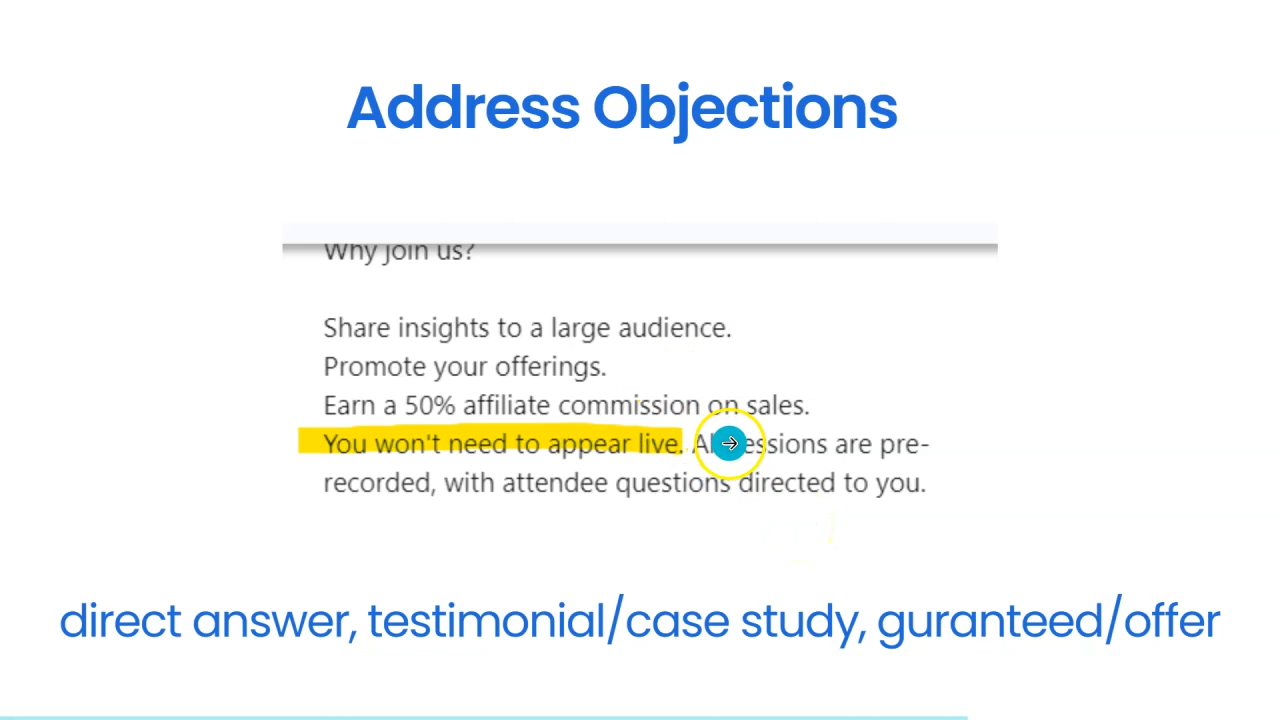 Address Objections
Why join us?
Share insights to a large audience.
Promote your offerings.
Earn a 50% affiliate commission on sales.
You won't need to appear live. All sessions are pre-
recorded, with attendee questions directed to you.
direct answer, testimonial/case study, guranteed/offer